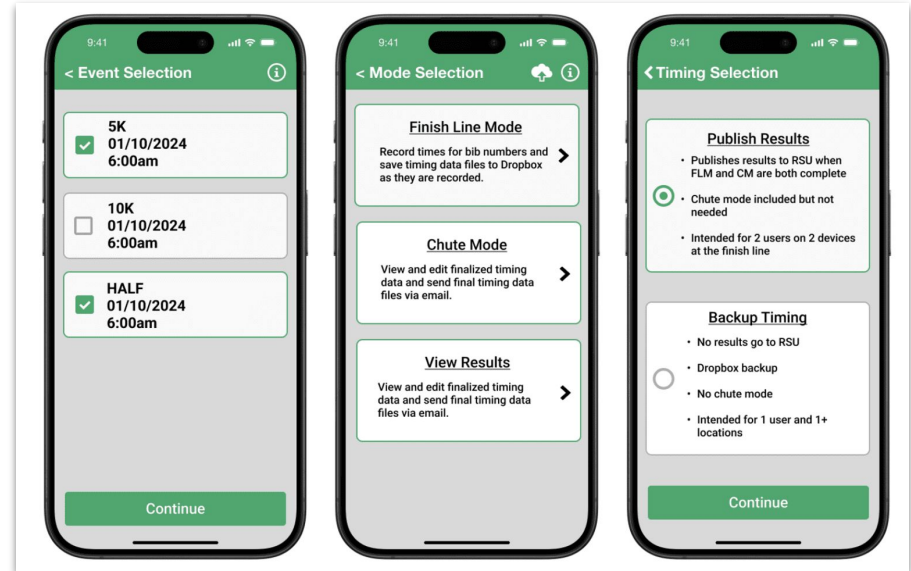 9:41
< Event Selection
5K
01/10/2024
6:00am
10K
01/10/2024
6:00am
HALF
01/10/2024
6:00am
Continue
9:41
< Mode Selection
Finish Line Mode
Record times for bib numbers and
save timing data files to Dropbox
as they are recorded.
Chute Mode
View and edit finalized timing
data and send final timing data
files via email.
View Results
View and edit finalized timing
data and send final timing data
files via email.
9:41
< Timing Selection
Publish Results
• Publishes results to RSU when
FLM and CM are both complete
• Chute mode included but not
needed
• Intended for 2 users on 2 devices
at the finish line
Backup Timing
• No results go to RSU
• Dropbox backup
• No chute mode
• Intended for 1 user and 1+
locations
Continue